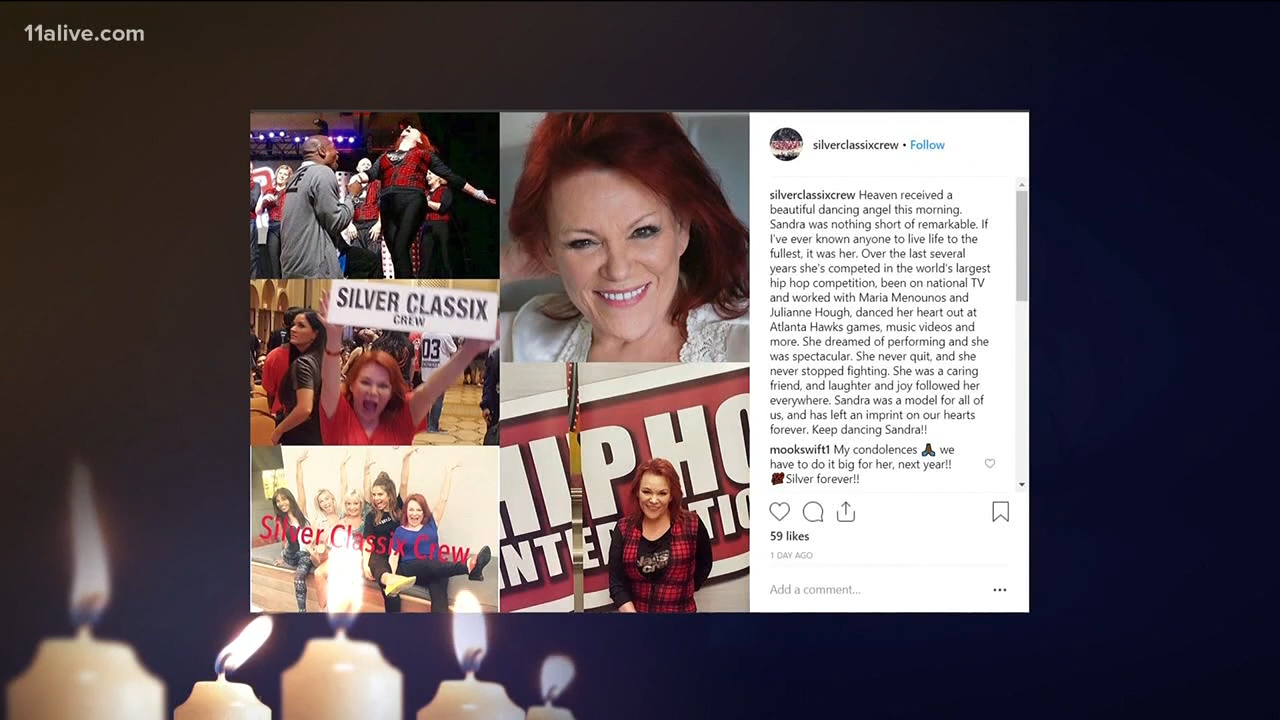 11alive.com
SILVER CLASSIX
CREW
03
Silver Classix Crew
HIP HO
INTE
silverclassixcrew • Follow
silverclassixcrew Heaven received a
beautiful dancing angel this morning.
Sandra was nothing short of remarkable. If
I've ever known anyone to live life to the
fullest, it was her. Over the last several
years she's competed in the world's largest
hip hop competition, been on national TV
and worked with Maria Menounos and
Julianne Hough, danced her heart out at
Atlanta Hawks games, music videos and
more. She dreamed of performing and she
was spectacular. She never quit, and she
never stopped fighting. She was a caring
friend, and laughter and joy followed her
everywhere. Sandra was a model for all of
us, and has left an imprint on our hearts
forever. Keep dancing Sandra!!
mookswift1 My condolences 🙏🏿 we
have to do it big for her, next year!!
💯Silver forever!!
59 likes
1 DAY AGO
Add a comment...